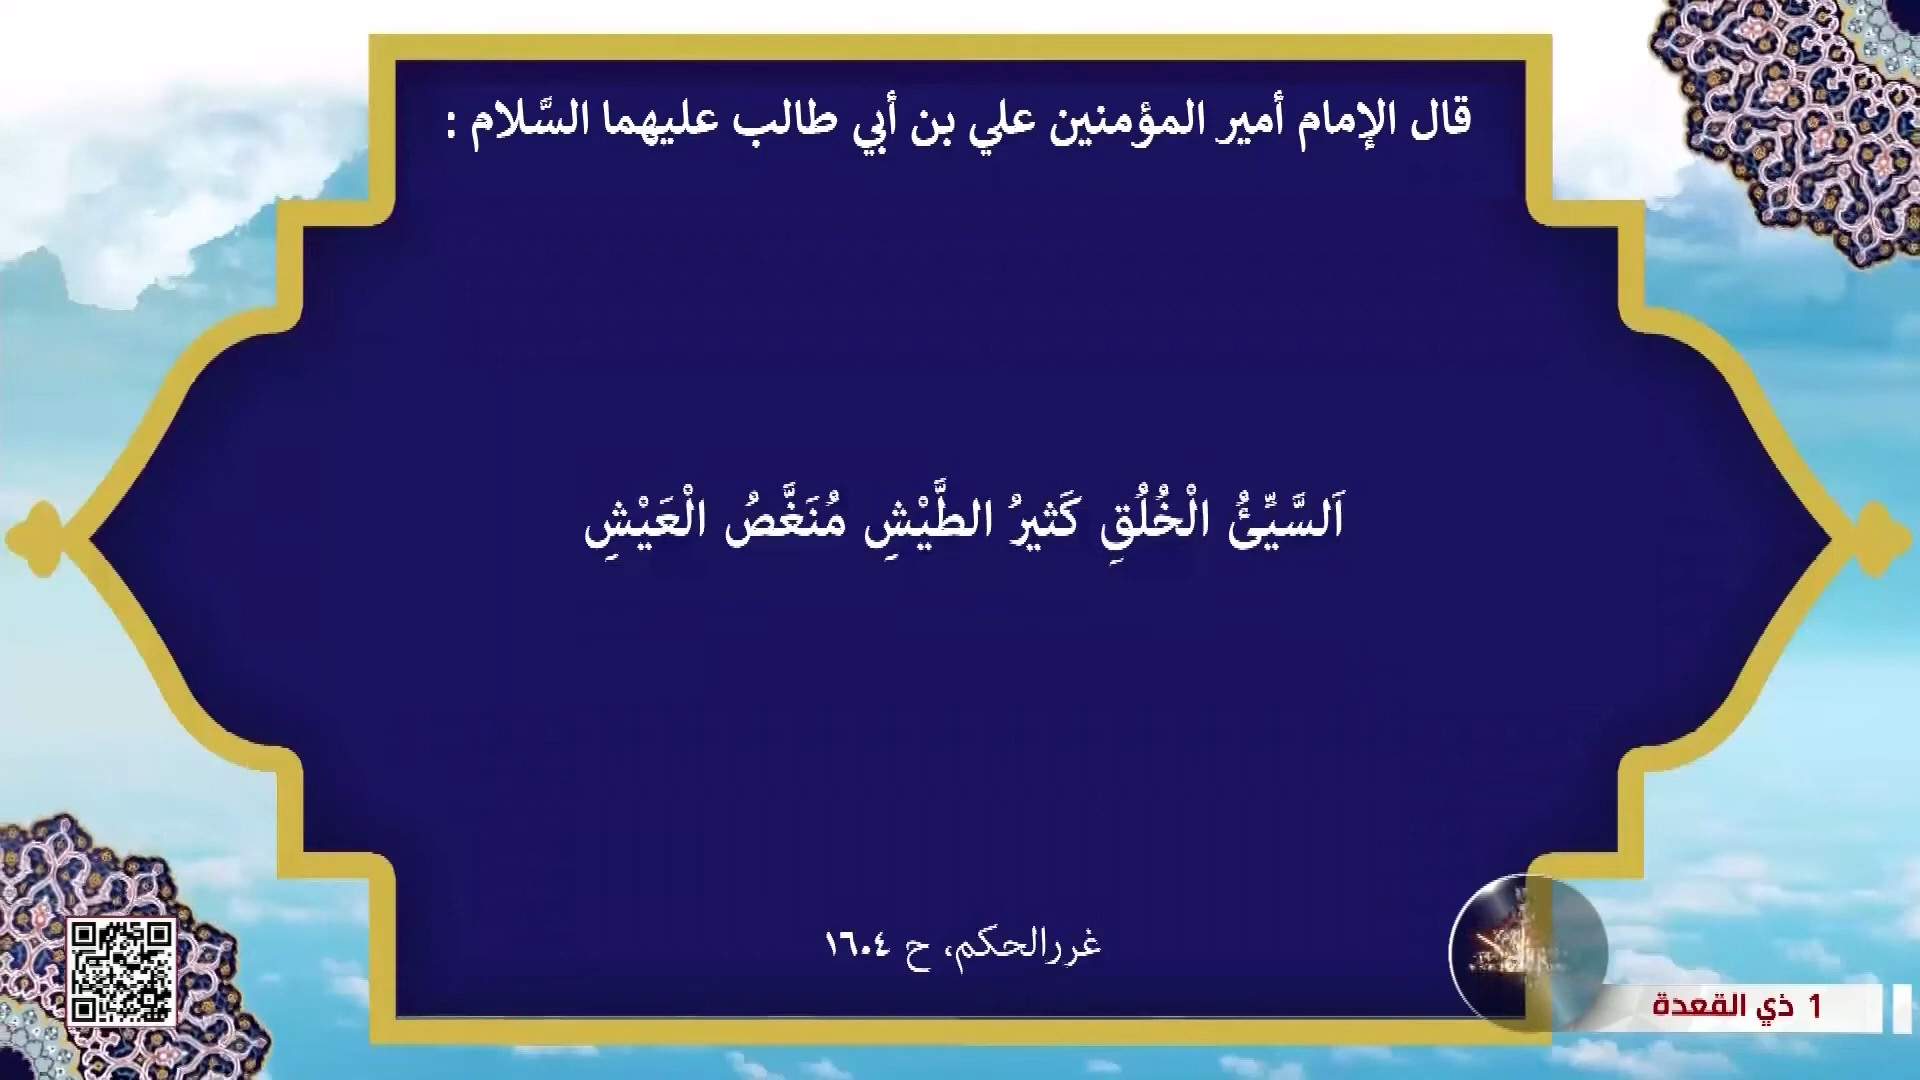 قال الإمام أمير المؤمنين علي بن أبي طالب عليهما السَّلام :
اَلسَّيِّئُ الْخُلُقِ كَثيرُ الطَّيْشِ مُنَغَّصُ الْعَيْشِ
غررالحكم، ح ١٦٠٤
1 ذي القعدة